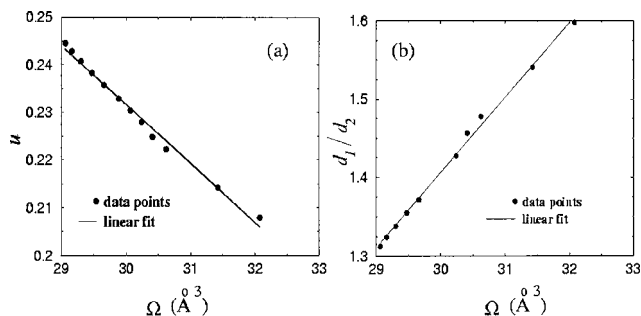 0.25
0.24
0.23
0.22
0.21
0.2
u
(a)
data points
linear fit
29 30 31 32 33
Ω (Å³)
1.6
1.5
1.4
1.3
d₁/d₂
(b)
data points
linear fit
29 30 31 32 33
Ω (Å³)